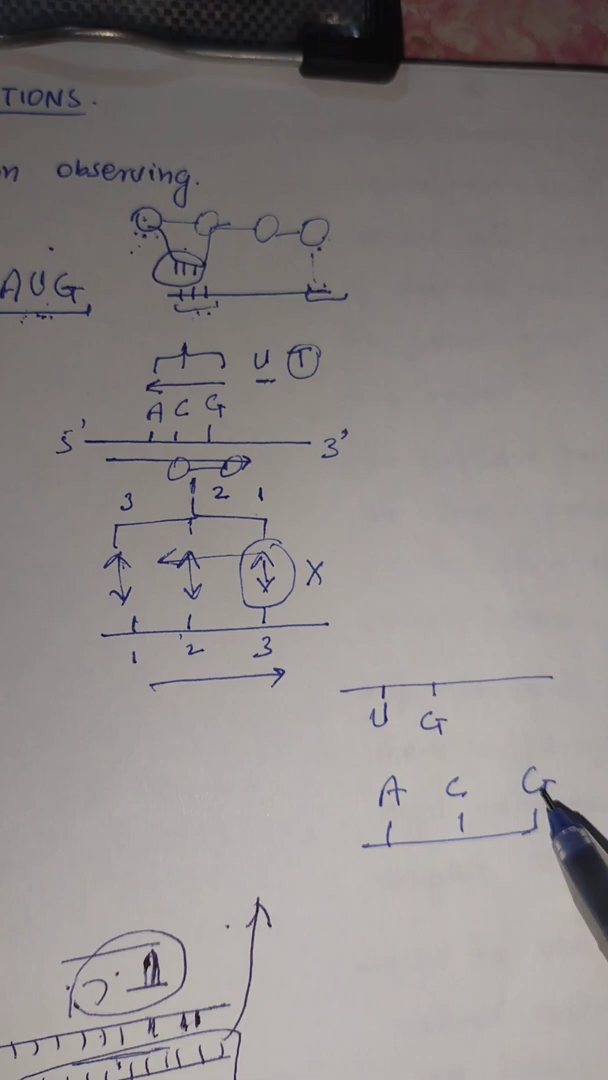 TIONS.
n observing.
AUG
U T
A C G
5' 3'
3 2 1
X
1 2 3
U G
A C G